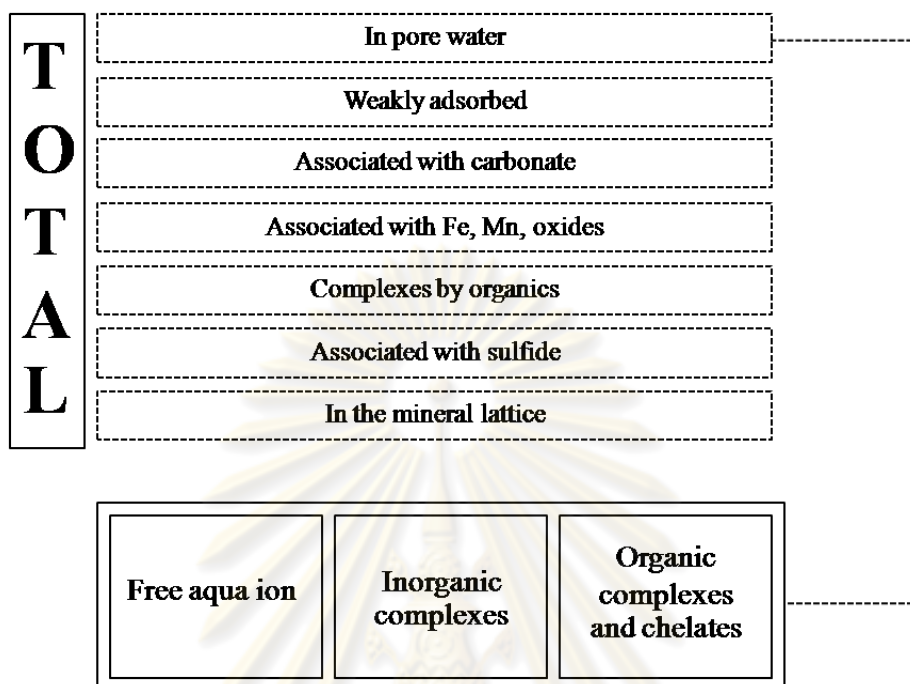 TOTAL
In pore water
Weakly adsorbed
Associated with carbonate
Associated with Fe, Mn, oxides
Complexes by organics
Associated with sulfide
In the mineral lattice
Free aqua ion
Inorganic
complexes
Organic
complexes
and chelates